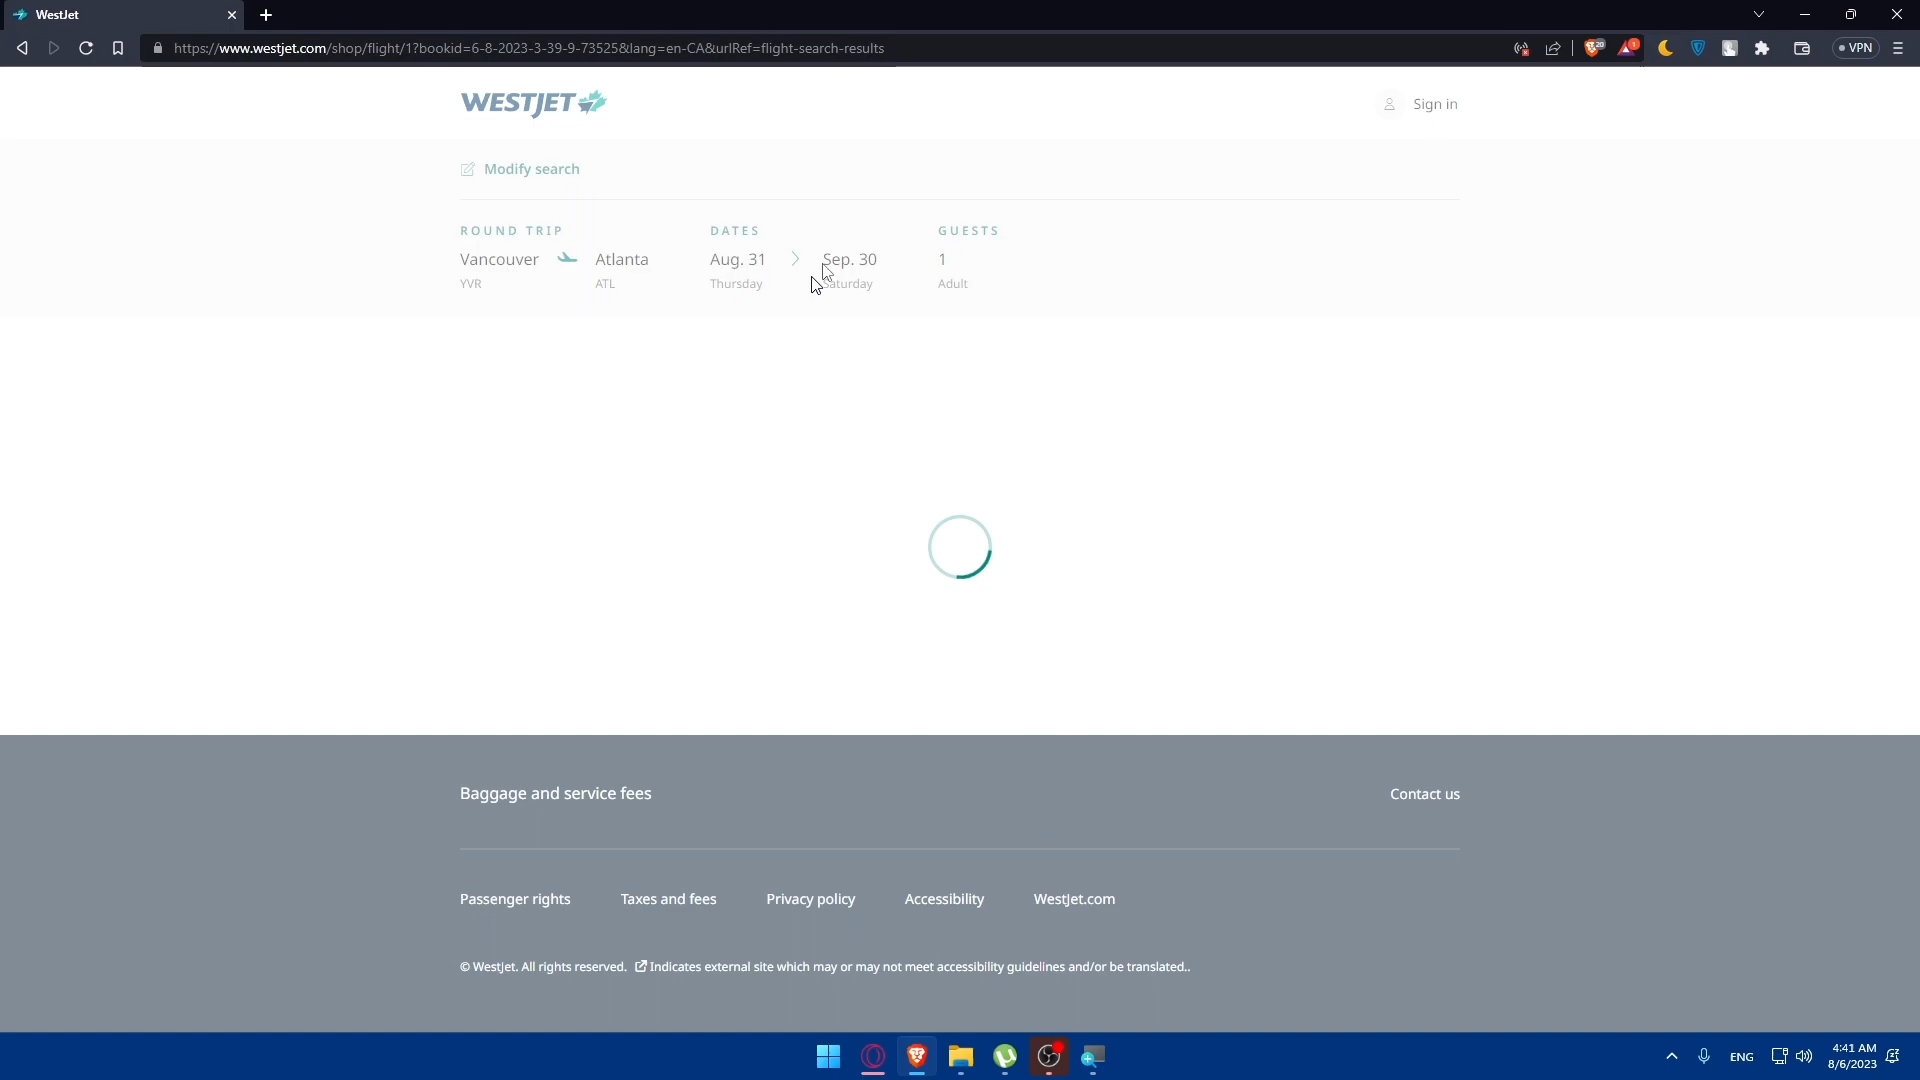 WestJet
https://www.westjet.com/shop/flight/1?bookid=6-8-2023-3-39-9-73525&lang=en-CA&urlRef=flight-search-results
20
1
VPN
WESTJET
Sign in
Modify search
ROUND TRIP
DATES
GUESTS
Vancouver
Atlanta
Aug. 31
Sep. 30
1
YVR
ATL
Thursday
Saturday
Adult
Baggage and service fees
Contact us
Passenger rights
Taxes and fees
Privacy policy
Accessibility
WestJet.com
© WestJet. All rights reserved. Indicates external site which may or may not meet accessibility guidelines and/or be translated..
ENG
4:41 AM
8/6/2023